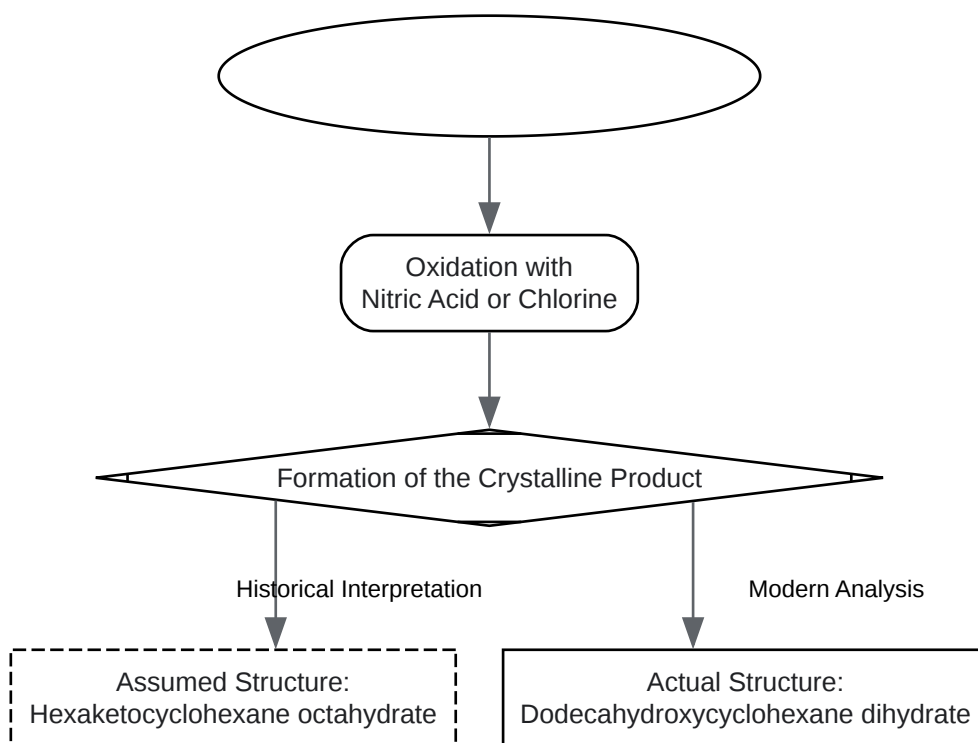 Oxidation with
Nitric Acid or Chlorine
Formation of the Crystalline Product
Historical Interpretation
Modern Analysis
Assumed Structure:
Hexaketocyclohexane octahydrate
Actual Structure:
Dodecahydroxycyclohexane dihydrate